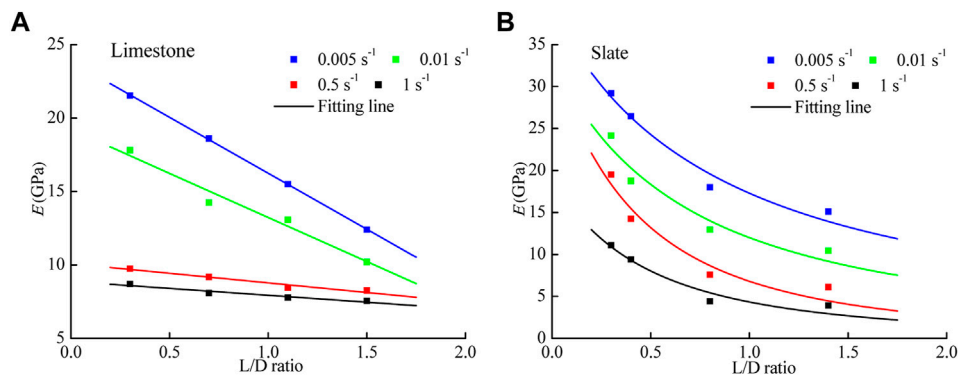 A
Limestone
0.005 s⁻¹
0.01 s⁻¹
0.5 s⁻¹
1 s⁻¹
Fitting line
E(GPa)
25
20
15
10
5
0.0
0.5
1.0
1.5
2.0
L/D ratio
B
Slate
0.005 s⁻¹
0.01 s⁻¹
0.5 s⁻¹
1 s⁻¹
Fitting line
E(GPa)
35
30
25
20
15
10
5
0
0.0
0.5
1.0
1.5
2.0
L/D ratio